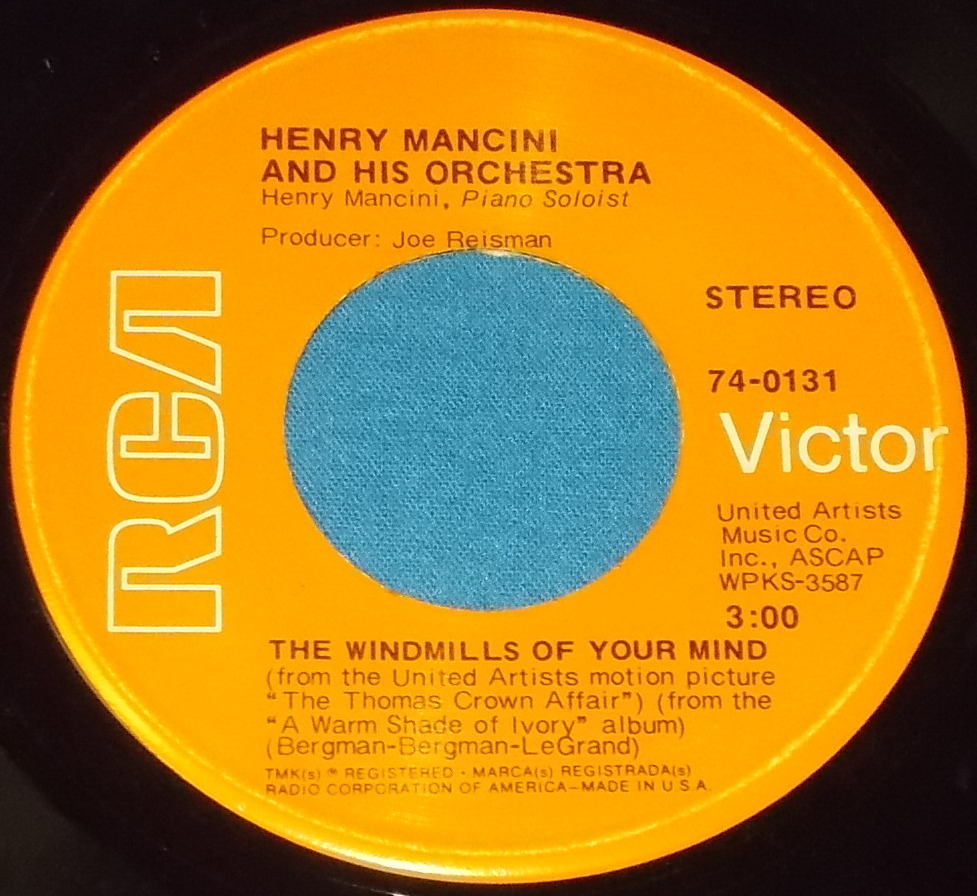 HENRY MANCINI
AND HIS ORCHESTRA
Henry Mancini, Piano Soloist
Producer: Joe Reisman
RCA
STEREO
74-0131
Victor
United Artists
Music Co.
Inc., ASCAP
WPKS-3587
3:00
THE WINDMILLS OF YOUR MIND
(from the United Artists motion picture
“The Thomas Crown Affair”) (from the
“A Warm Shade of Ivory” album)
(Bergman-Bergman-LeGrand)
TMK(s) ® REGISTERED • MARCA(s) REGISTRADA(s)
RADIO CORPORATION OF AMERICA–MADE IN U.S.A.